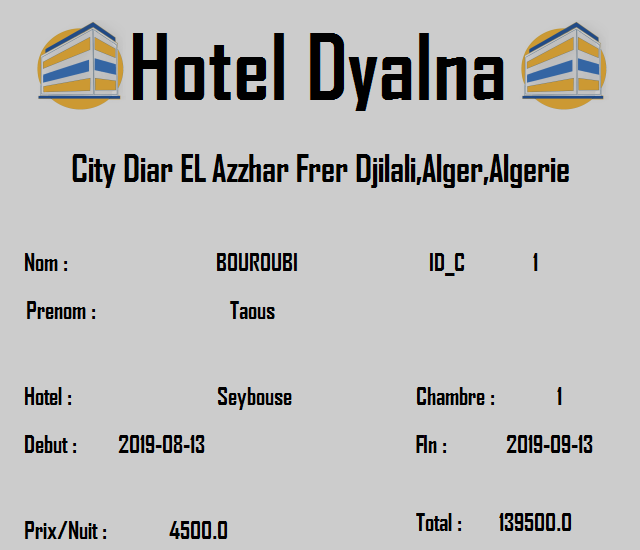 Hotel Dyalna
City Diar EL Azzhar Frer Djilali,Alger,Algerie
Nom : BOUROUBI ID_C 1
Prenom : Taous
Hotel : Seybouse Chambre : 1
Debut : 2019-08-13 FIn : 2019-09-13
Prix/Nuit : 4500.0 Total : 139500.0